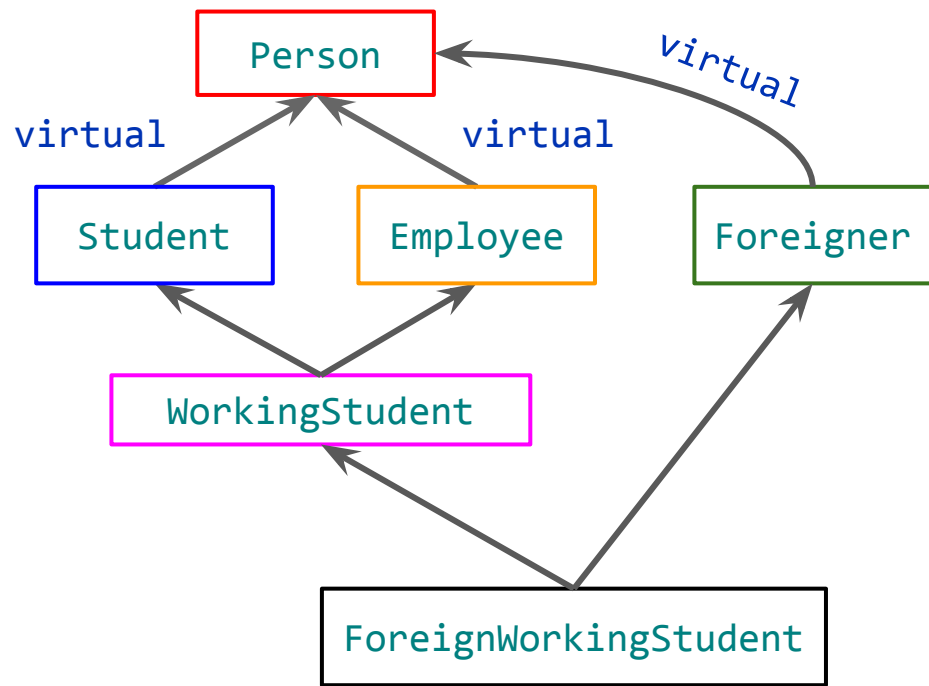 Person
virtual
virtual
virtual
Student
Employee
Foreigner
WorkingStudent
ForeignWorkingStudent